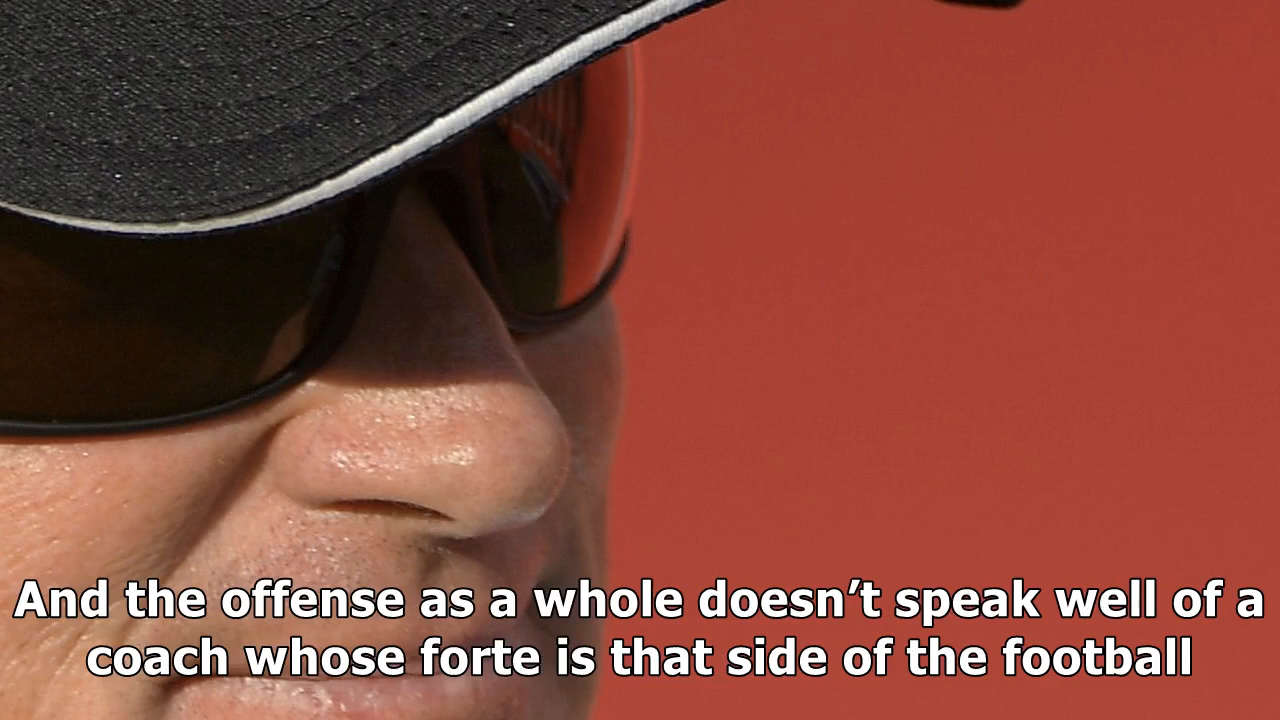 And the offense as a whole doesn’t speak well of a
coach whose forte is that side of the football